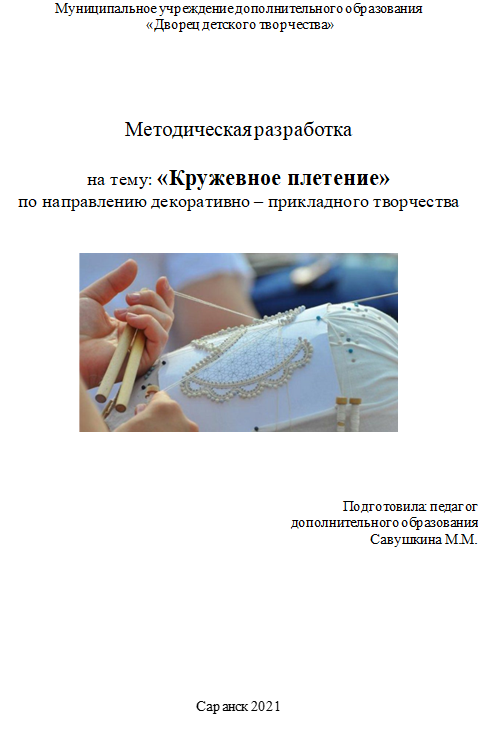 Муниципальное учреждение дополнительного образования
«Дворец детского творчества»
Методическая разработка
на тему: «Кружевное плетение»
по направлению декоративно – прикладного творчества
Подготовила: педагог
дополнительного образования
Савушкина М.М.
Саранск 2021